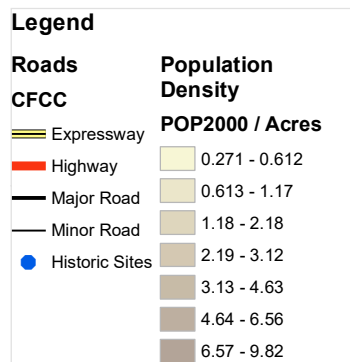 Legend
Roads
CFCC
Expressway
Highway
Major Road
Minor Road
Historic Sites
Population
Density
POP2000 / Acres
0.271 - 0.612
0.613 - 1.17
1.18 - 2.18
2.19 - 3.12
3.13 - 4.63
4.64 - 6.56
6.57 - 9.82